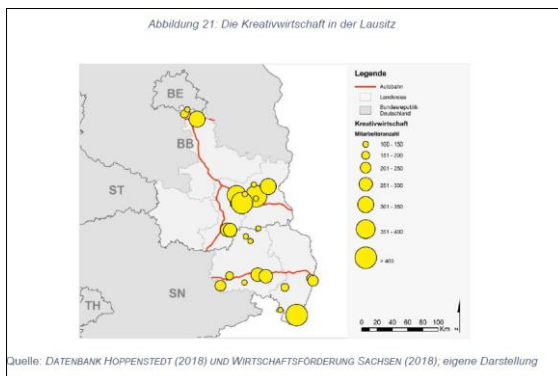 Abbildung 21: Die Kreativwirtschaft in der Lausitz
BE
BB
ST
SN
TH
Legende
Autobahn
Landkreise
Bundesrepublik
Deutschland
Kreativwirtschaft
Mitarbeiteranzahl
100 - 150
151 - 200
201 - 250
251 - 300
301 - 350
351 - 400
> 400
0 20 40 60 80 100
Km
Quelle: DATENBANK HOPPENSTEDT (2018) UND WIRTSCHAFTSFÖRDERUNG SACHSEN (2018); eigene Darstellung